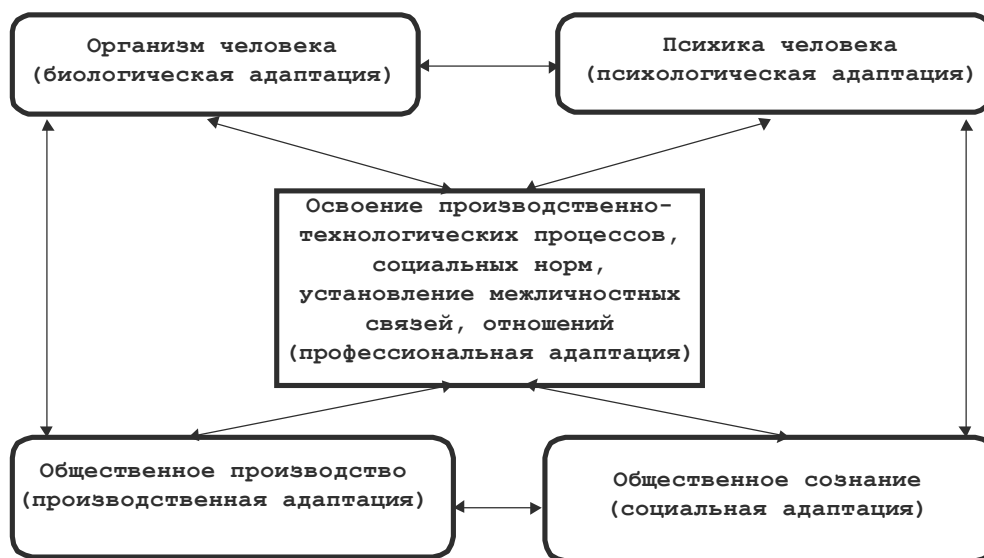 Организм человека
(биологическая адаптация)
Психика человека
(психологическая адаптация)
Освоение производственно-
технологических процессов,
социальных норм,
установление межличностных
связей, отношений
(профессиональная адаптация)
Общественное производство
(производственная адаптация)
Общественное сознание
(социальная адаптация)